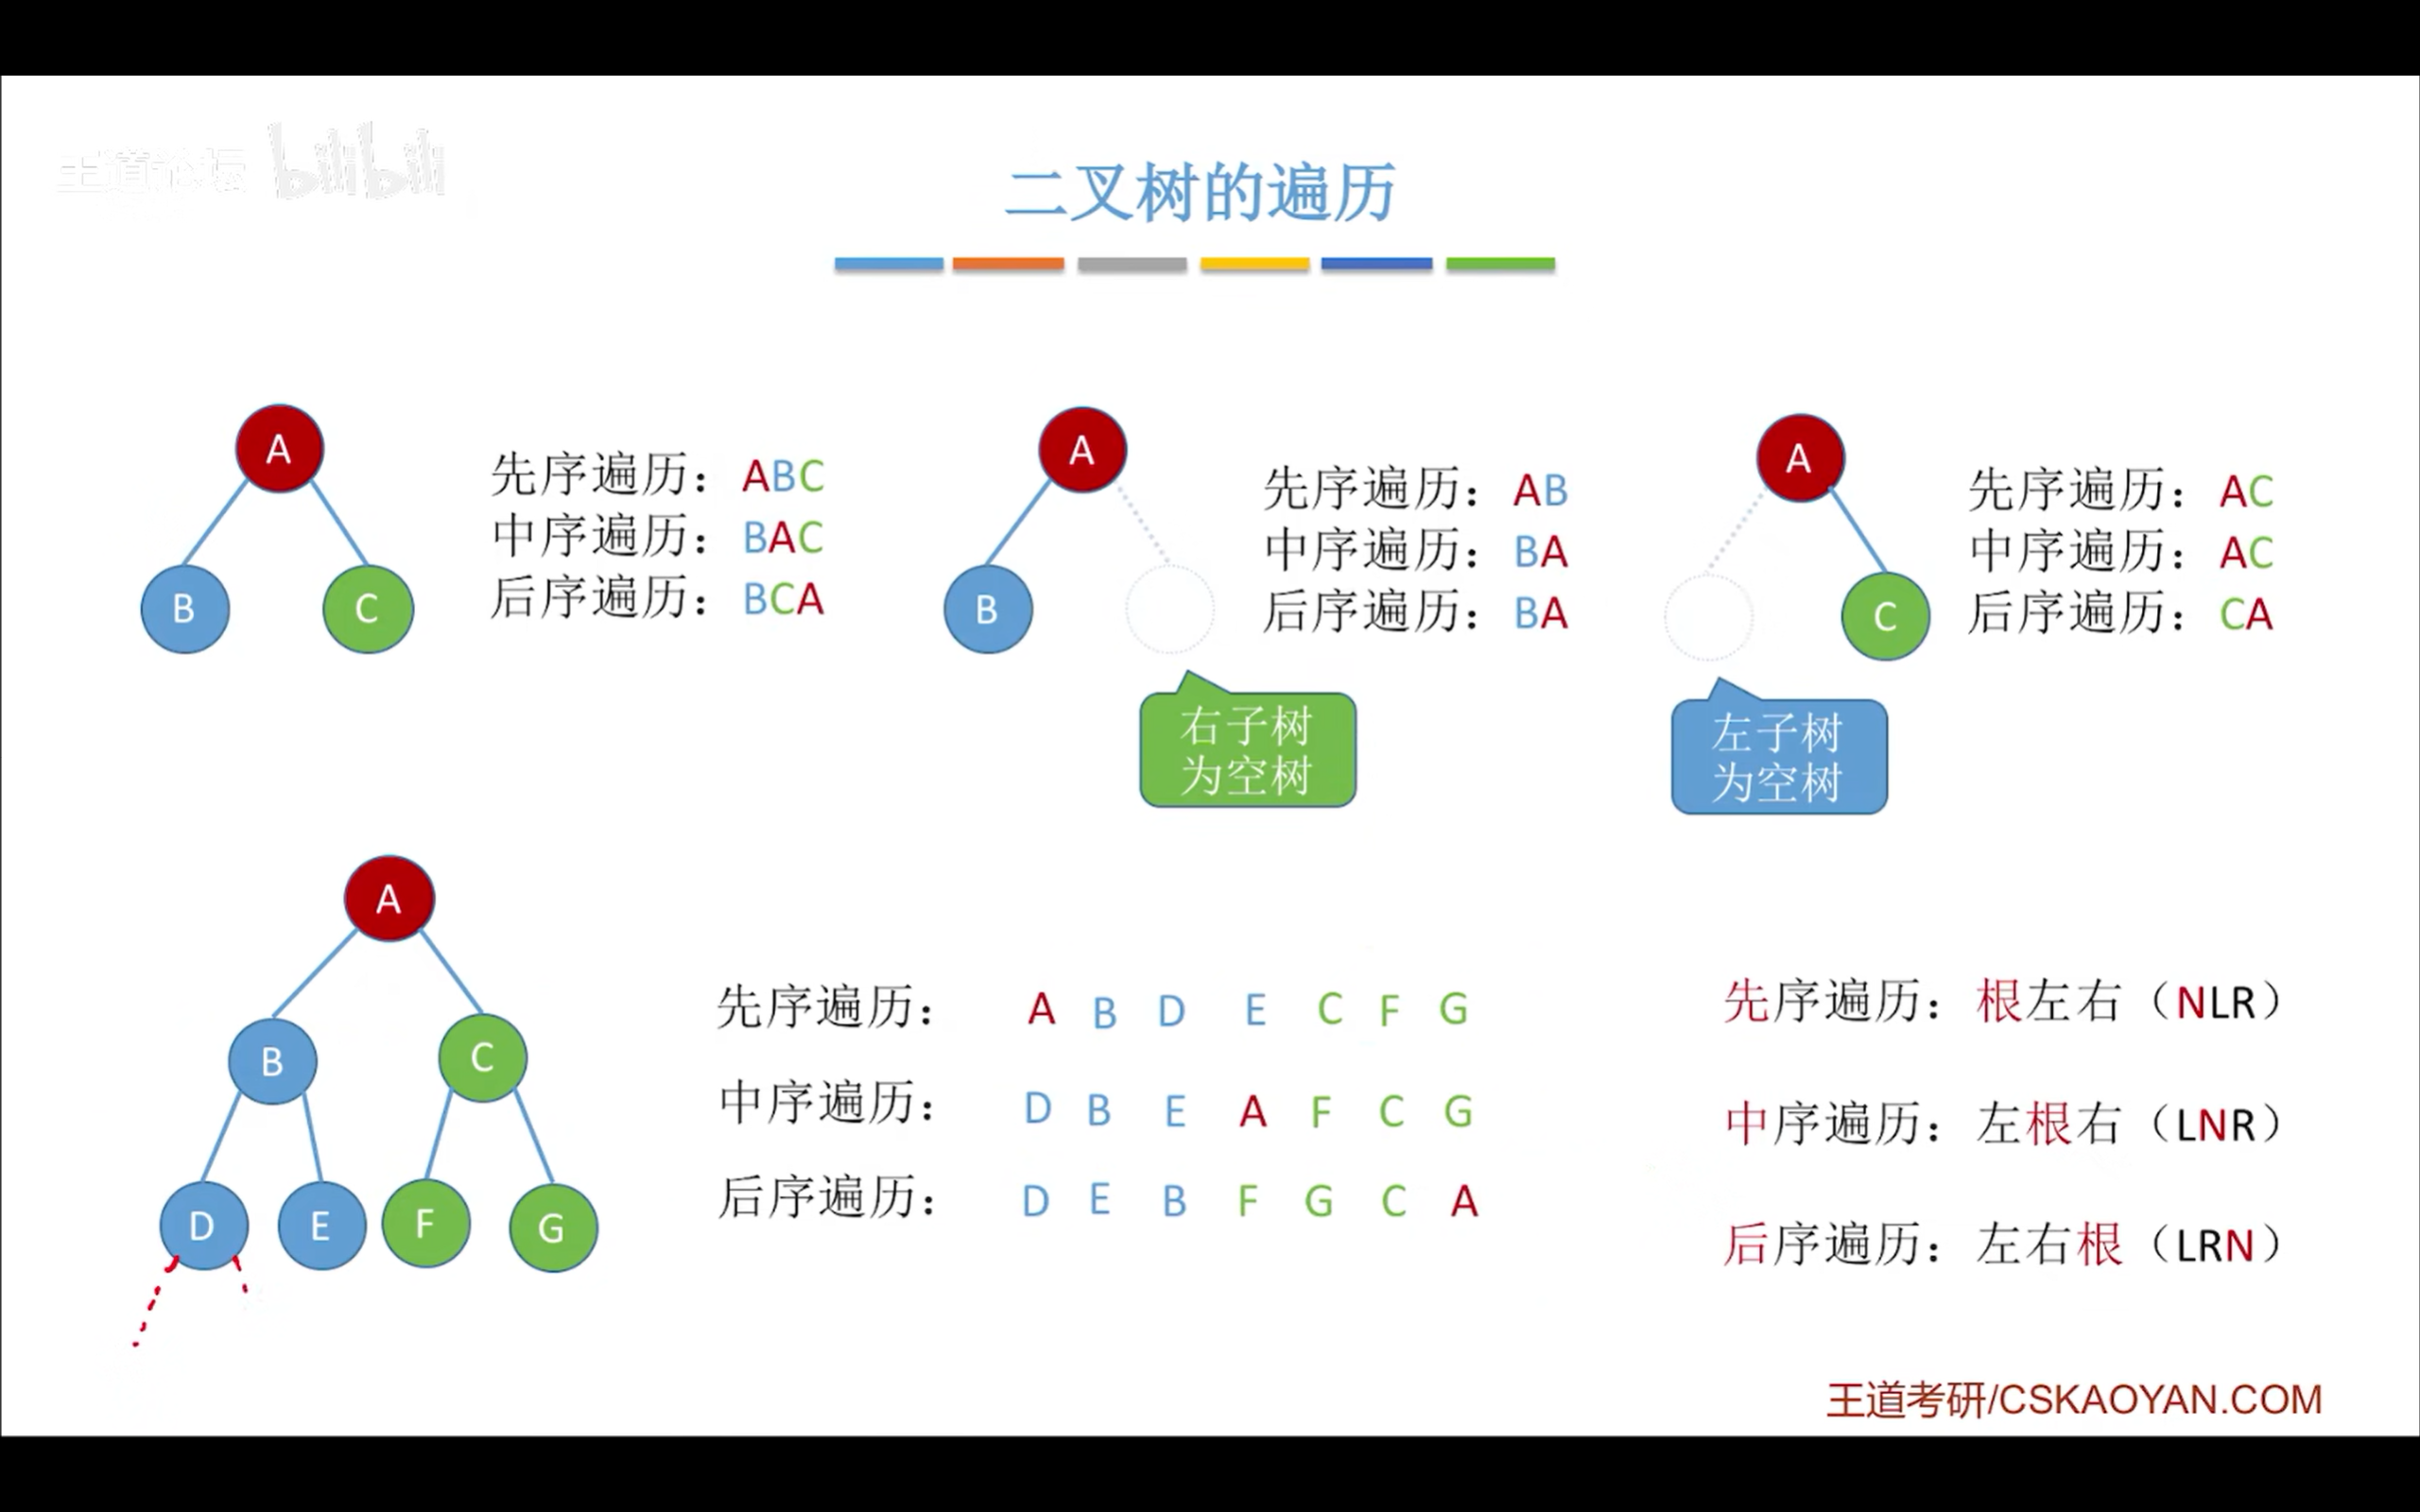 王道论坛 bilibili
二叉树的遍历
A
B
C
先序遍历：ABC
中序遍历：BAC
后序遍历：BCA
A
B
先序遍历：AB
中序遍历：BA
后序遍历：BA
右子树
为空树
A
C
先序遍历：AC
中序遍历：AC
后序遍历：CA
左子树
为空树
A
B C
D E F G
先序遍历： A B D E C F G
中序遍历： D B E A F C G
后序遍历： D E B F G C A
先序遍历：根左右（NLR）
中序遍历：左根右（LNR）
后序遍历：左右根（LRN）
王道考研/CSKAOYAN.COM